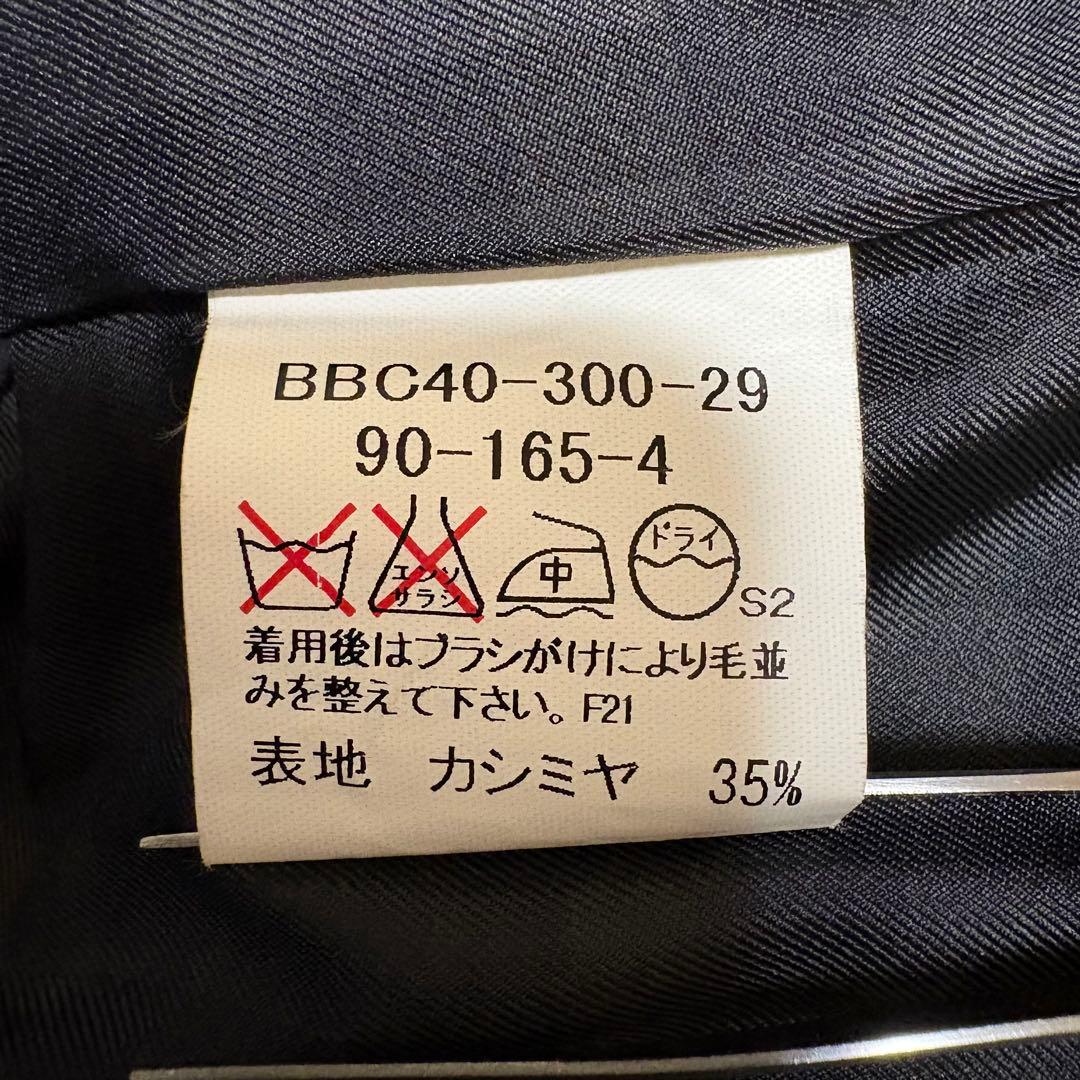 BBC40-300-29
90-165-4
エンソ
サラシ
中
ドライ
S2
着用後はブラシがけにより毛並
みを整えて下さい。F21
表地 カシミヤ 35%